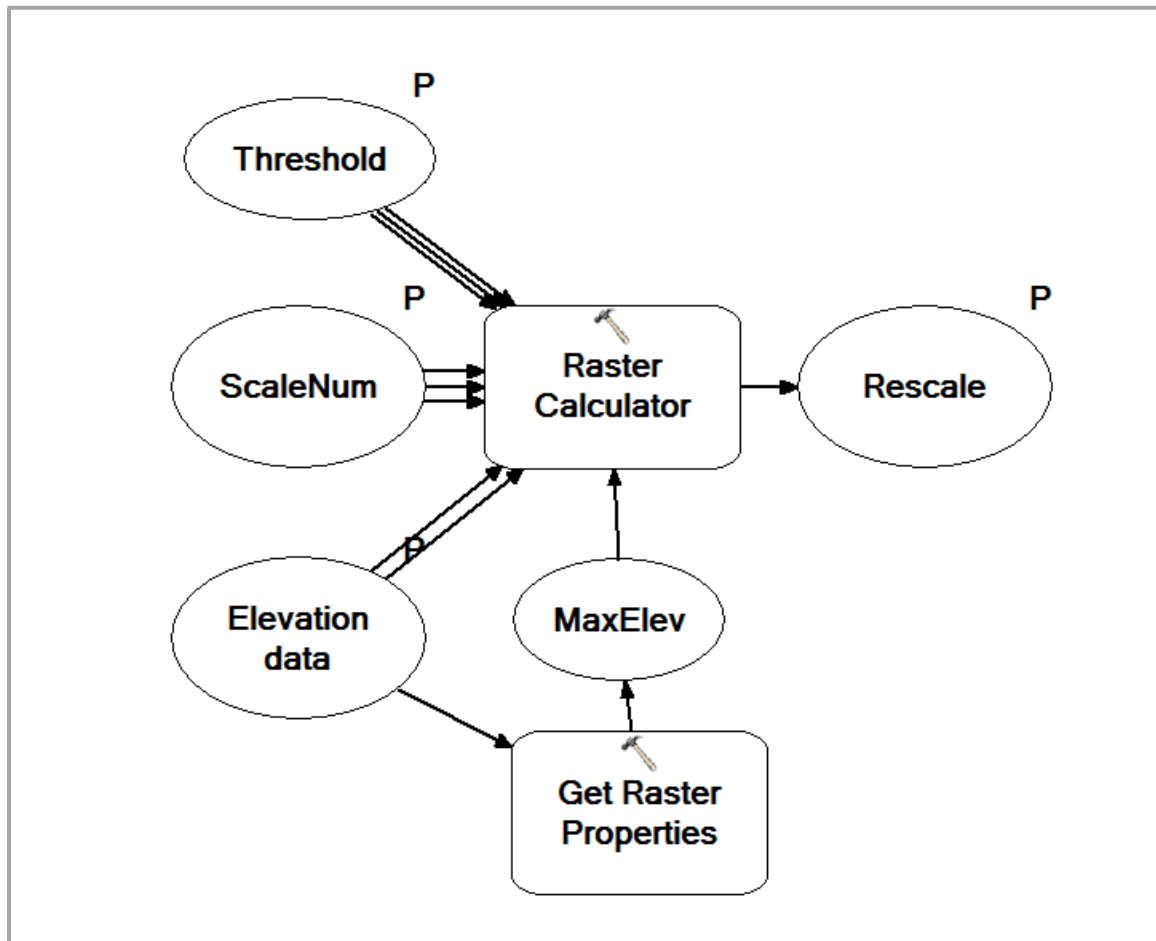 P
Threshold
P
P
ScaleNum
Raster
Calculator
Rescale
P
Elevation
data
MaxElev
Get Raster
Properties